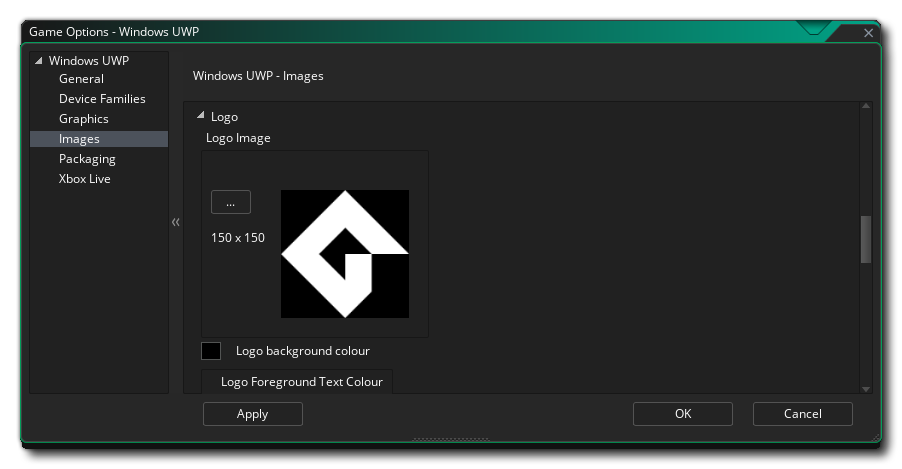 Game Options - Windows UWP
Windows UWP
General
Device Families
Graphics
Images
Packaging
Xbox Live
Windows UWP - Images
Logo
Logo Image
...
150 x 150
Logo background colour
Logo Foreground Text Colour
Apply
OK
Cancel